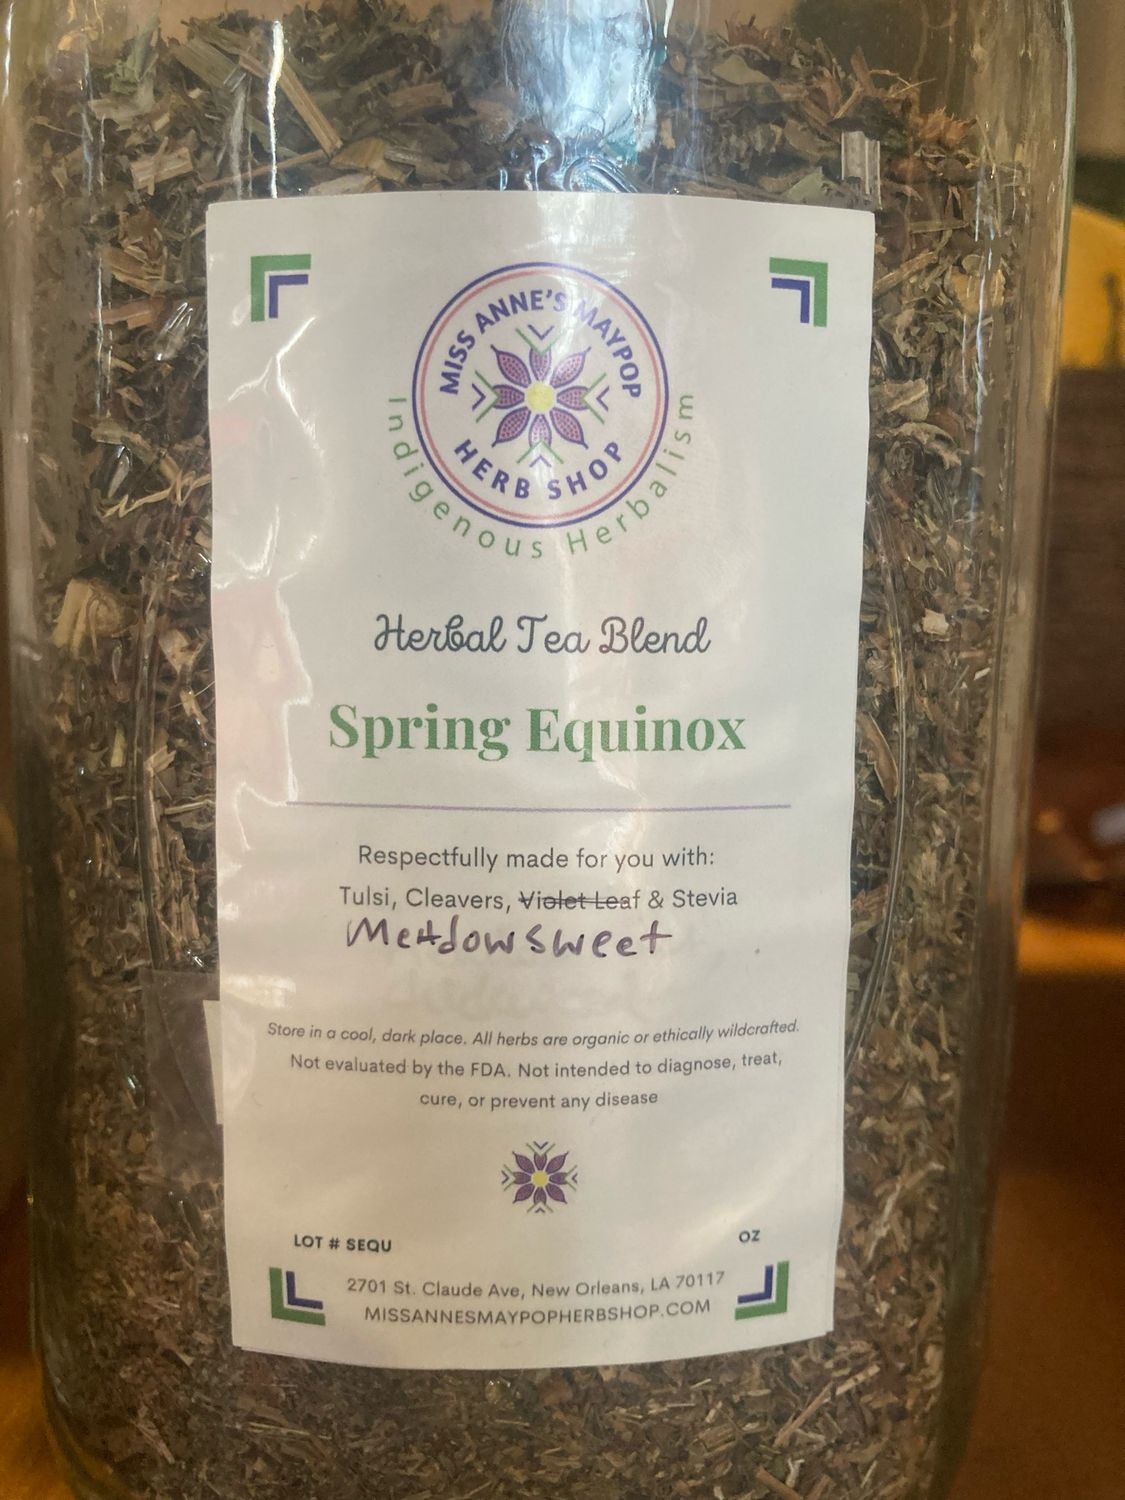 MISS ANNE'S MAYPOP
HERB SHOP
Indigenous Herbalism
Herbal Tea Blend
Spring Equinox
Respectfully made for you with:
Tulsi, Cleavers, Violet Leaf & Stevia
Meadowsweet
Store in a cool, dark place. All herbs are organic or ethically wildcrafted.
Not evaluated by the FDA. Not intended to diagnose, treat,
cure, or prevent any disease
LOT # SEQU
OZ
2701 St. Claude Ave, New Orleans, LA 70117
MISSANNESMAYPOPHERBSHOP.COM